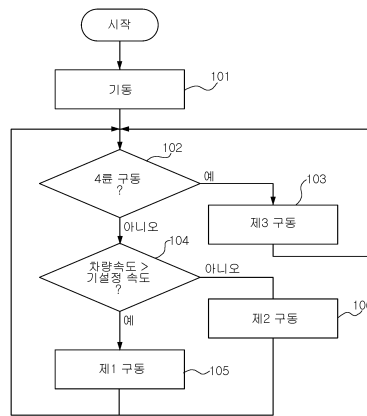 시작
기동
101
102
4륜 구동
?
예
103
제3 구동
아니오
104
차량속도 >
기설정 속도
?
아니오
예
제2 구동
제1 구동
105